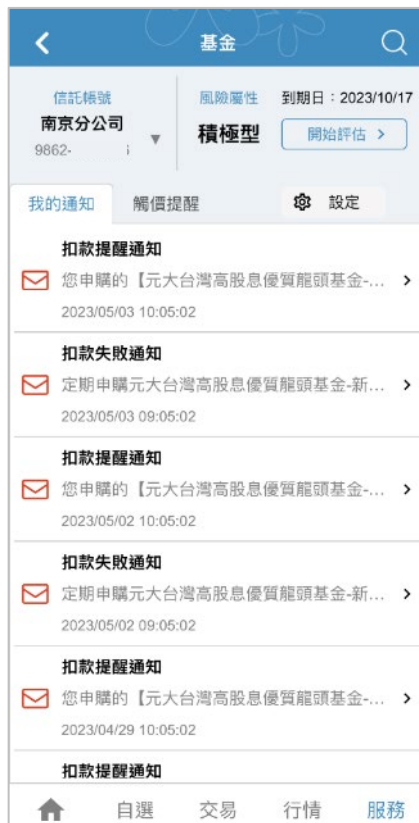 基金
信託帳號
風險屬性 到期日：2023/10/17
南京分公司
積極型 開始評估 >
9862-
我的通知 觸價提醒 設定
扣款提醒通知
您申購的【元大台灣高股息優質龍頭基金-...
2023/05/03 10:05:02
扣款失敗通知
定期申購元大台灣高股息優質龍頭基金-新...
2023/05/03 09:05:02
扣款提醒通知
您申購的【元大台灣高股息優質龍頭基金-...
2023/05/02 10:05:02
扣款失敗通知
定期申購元大台灣高股息優質龍頭基金-新...
2023/05/02 09:05:02
扣款提醒通知
您申購的【元大台灣高股息優質龍頭基金-...
2023/04/29 10:05:02
扣款提醒通知
自選 交易 行情 服務